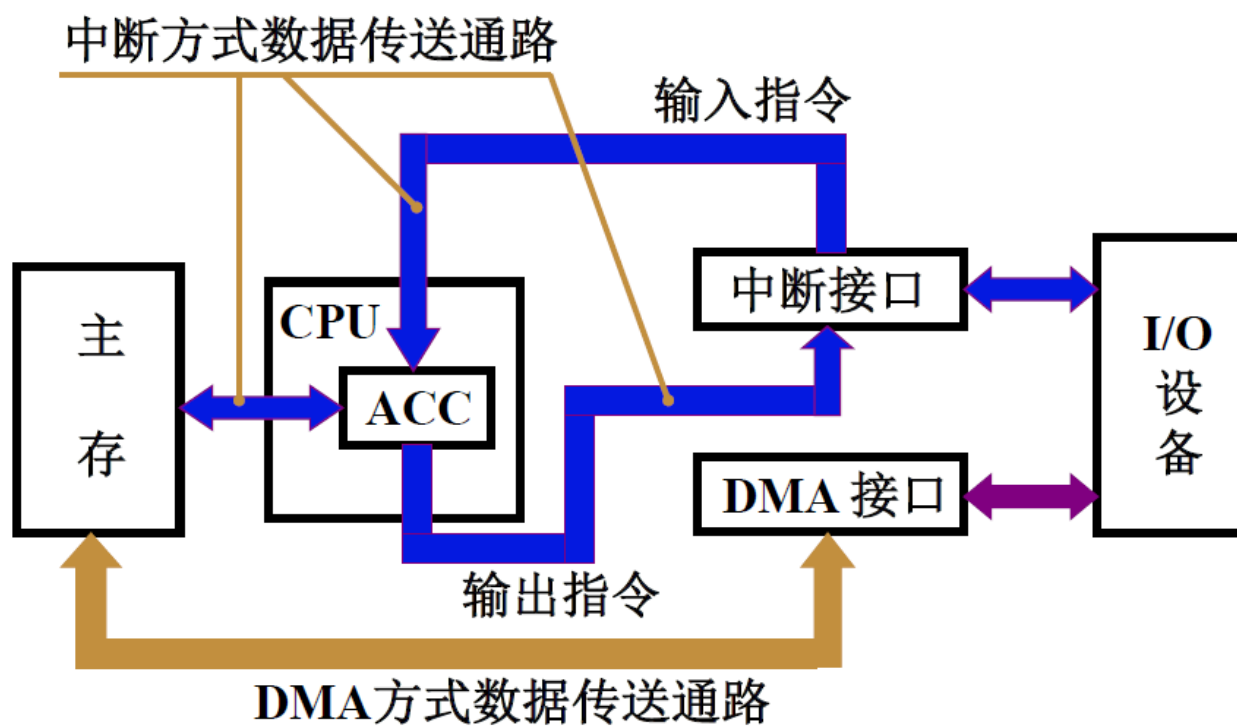 中断方式数据传送通路
输入指令
主存
CPU
ACC
中断接口
I/O
设备
DMA 接口
输出指令
DMA方式数据传送通路